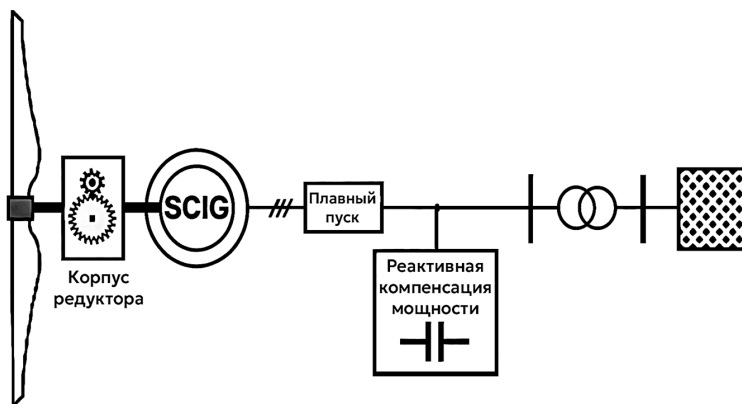 SCIG
Плавный
пуск
Корпус
редуктора
Реактивная
компенсация
мощности